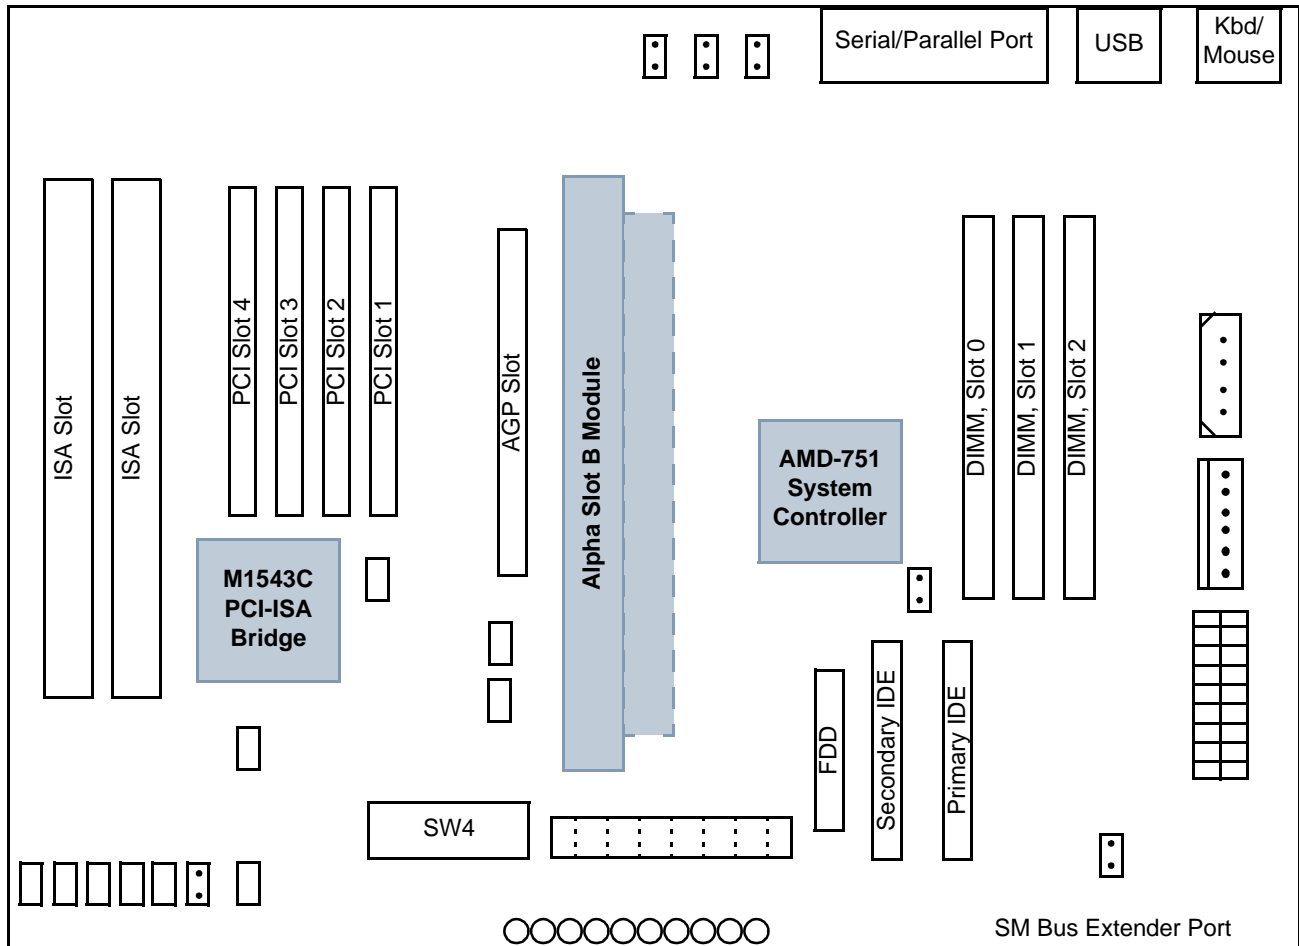 Serial/Parallel Port
USB
Kbd/
Mouse
ISA Slot
ISA Slot
PCI Slot 4
PCI Slot 3
PCI Slot 2
PCI Slot 1
AGP Slot
Alpha Slot B Module
AMD-751
System
Controller
DIMM, Slot 0
DIMM, Slot 1
DIMM, Slot 2
M1543C
PCI-ISA
Bridge
FDD
Secondary IDE
Primary IDE
SW4
SM Bus Extender Port